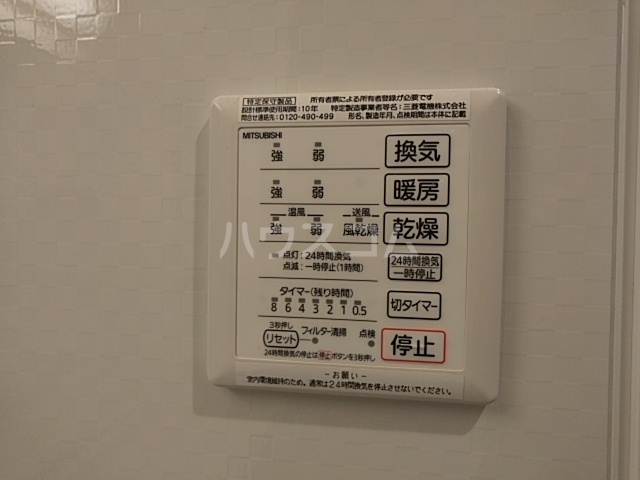 特定保守製品 所有者票による所有者登録が必要です
設計標準使用期間:10年 特定製造事業者等名:三菱電機株式会社
問合せ連絡先:0120-490-499 形名、製造年月、点検期間は本体に記載
MITSUBISHI
強 弱 換気
強 弱 暖房
温風 送風
強 弱 風乾燥 乾燥
ハウスコム
点灯:24時間換気
点滅:一時停止(1時間)
24時間換気
一時停止
タイマー(残り時間)
8 6 4 3 2 1 0.5
切タイマー
3秒押し
リセット フィルター清掃 点検
停止
24時間換気の停止は停止ボタンを3秒押し
-お願い-
室内環境維持のため、通常は24時間換気を停止させないでください。